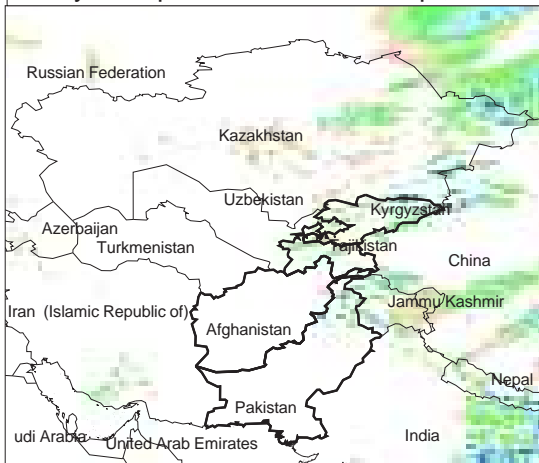 Russian Federation
Kazakhstan
Uzbekistan
Kyrgyzstan
Azerbaijan
Turkmenistan
Tajikistan
China
Iran (Islamic Republic of)
Jammu Kashmir
Afghanistan
Nepal
Pakistan
udi Arabia
United Arab Emirates
India